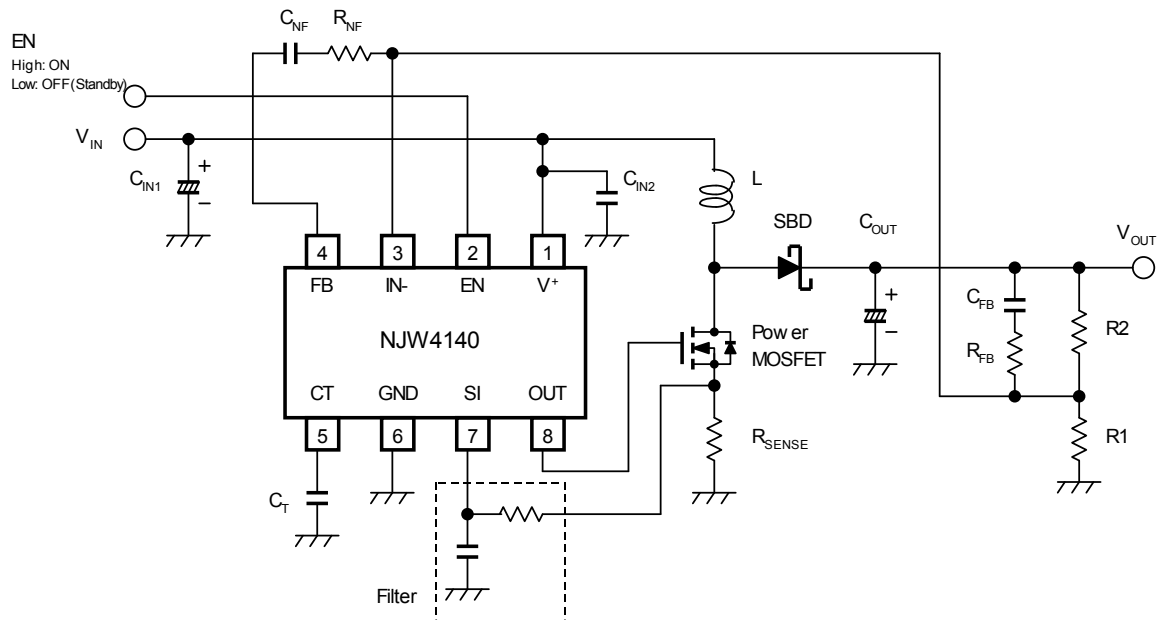 C_NF
R_NF
EN
High: ON
Low: OFF(Standby)
V_IN
C_IN1
+
−
C_IN2
L
SBD
C_OUT
+
−
V_OUT
4
3
2
1
FB
IN-
EN
V⁺
NJW4140
CT
GND
SI
OUT
5
6
7
8
Power
MOSFET
C_FB
R_FB
R2
R_SENSE
R1
C_T
Filter